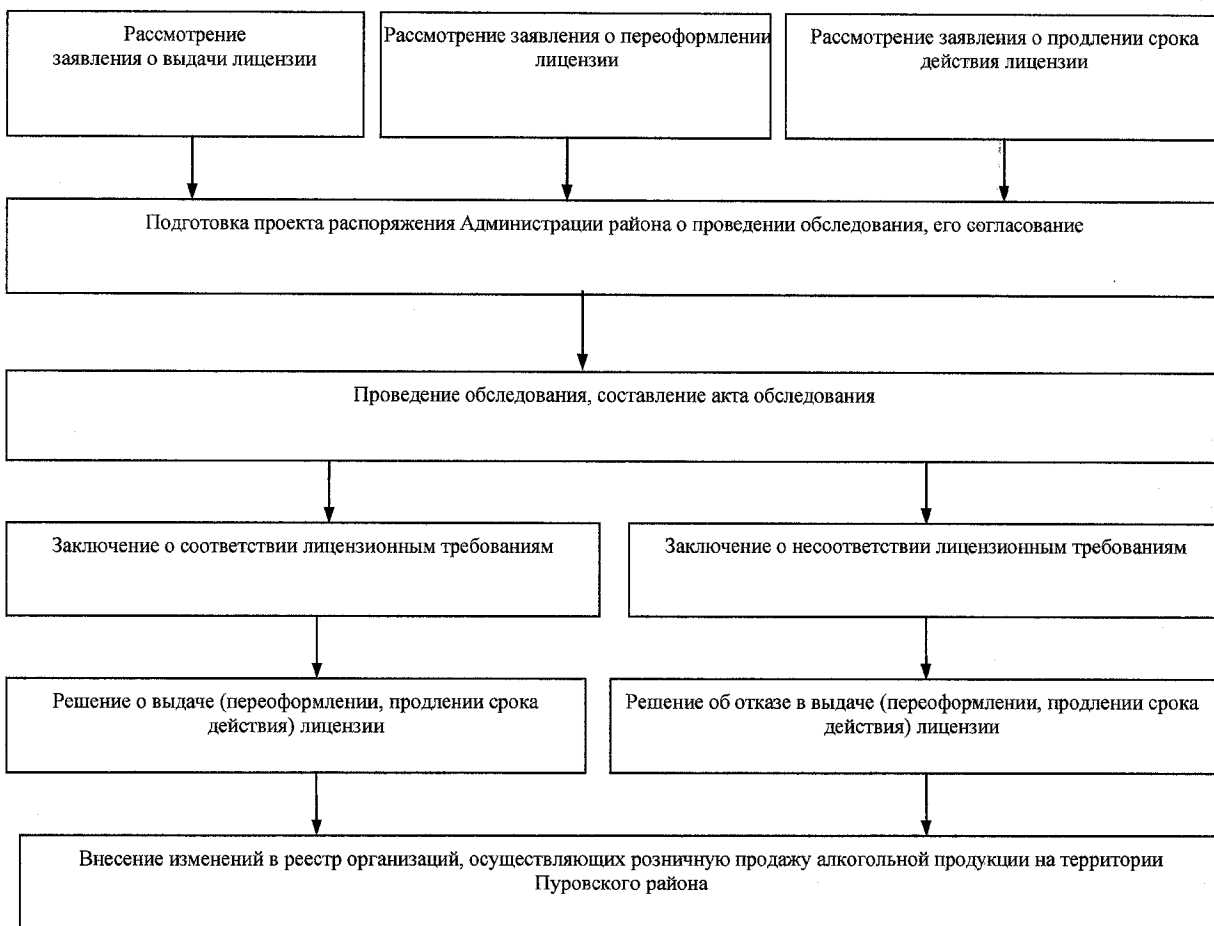 Рассмотрение
заявления о выдачи лицензии
Рассмотрение заявления о переоформлении
лицензии
Рассмотрение заявления о продлении срока
действия лицензии
Подготовка проекта распоряжения Администрации района о проведении обследования, его согласование
Проведение обследования, составление акта обследования
Заключение о соответствии лицензионным требованиям
Заключение о несоответствии лицензионным требованиям
Решение о выдаче (переоформлении, продлении срока
действия) лицензии
Решение об отказе в выдаче (переоформлении, продлении срока
действия) лицензии
Внесение изменений в реестр организаций, осуществляющих розничную продажу алкогольной продукции на территории
Пуровского района